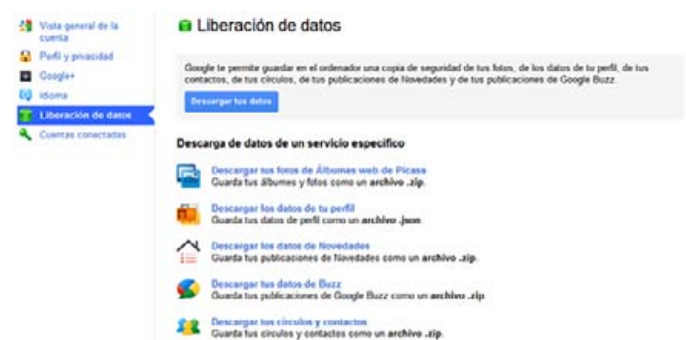 Vista general de la
cuenta
Perfil y privacidad
Google+
Idioma
Liberación de datos
Cuentas conectadas
Liberación de datos
Google te permite guardar en el ordenador una copia de seguridad de tus fotos, de los datos de tu perfil, de tus
contactos, de tus círculos, de tus publicaciones de Novedades y de tus publicaciones de Google Buzz.
Descargar tus datos
Descarga de datos de un servicio específico
Descargar tus fotos de Álbumes web de Picasa
Guarda tus álbumes y fotos como un archivo .zip.
Descargar los datos de tu perfil
Guarda tus datos de perfil como un archivo .json.
Descargar los datos de Novedades
Guarda tus publicaciones de Novedades como un archivo .zip.
Descargar tus datos de Buzz
Guarda tus publicaciones de Google Buzz como un archivo .zip.
Descargar tus círculos y contactos
Guarda tus círculos y contactos como un archivo .zip.